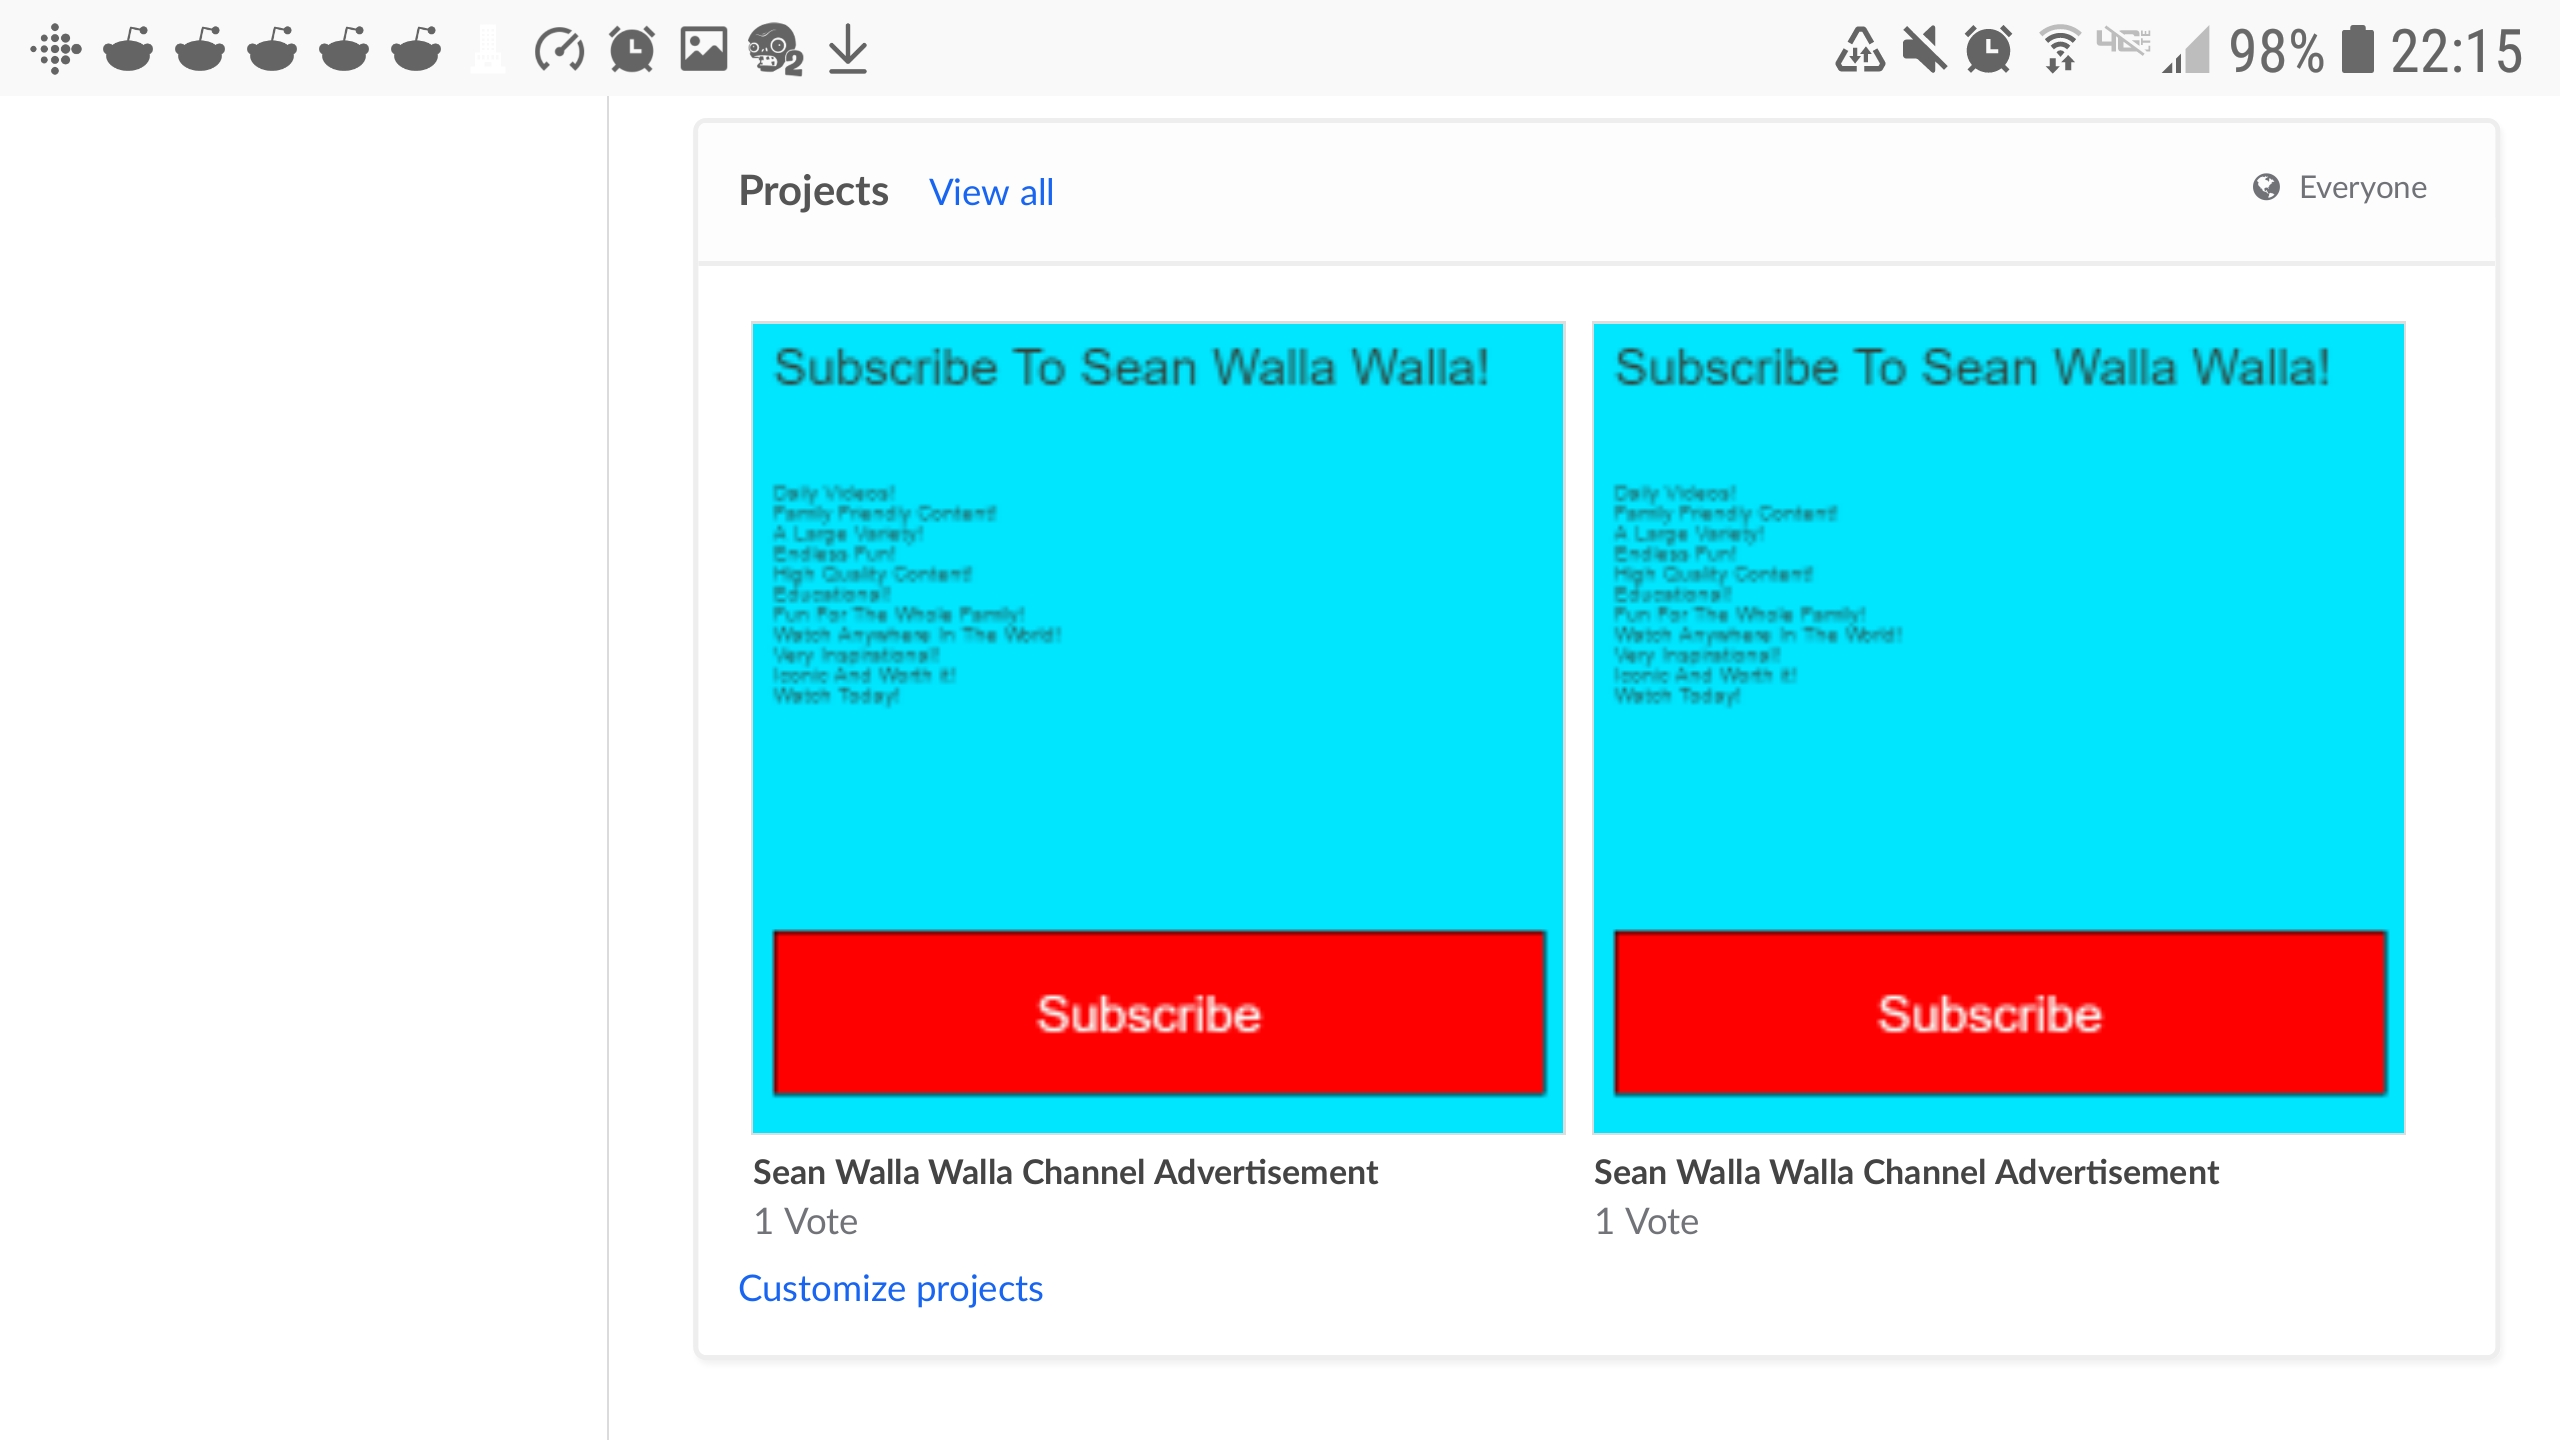 98% 22:15
Projects View all Everyone
Subscribe To Sean Walla Walla!
Daily Videos!
Family Friendly Content!
A Large Variety!
Endless Fun!
High Quality Content!
Educational!
Fun For The Whole Family!
Watch Anywhere In The World!
Very Inspirational!
Iconic And Worth it!
Watch Today!
Subscribe
Sean Walla Walla Channel Advertisement
1 Vote
Subscribe To Sean Walla Walla!
Daily Videos!
Family Friendly Content!
A Large Variety!
Endless Fun!
High Quality Content!
Educational!
Fun For The Whole Family!
Watch Anywhere In The World!
Very Inspirational!
Iconic And Worth it!
Watch Today!
Subscribe
Sean Walla Walla Channel Advertisement
1 Vote
Customize projects